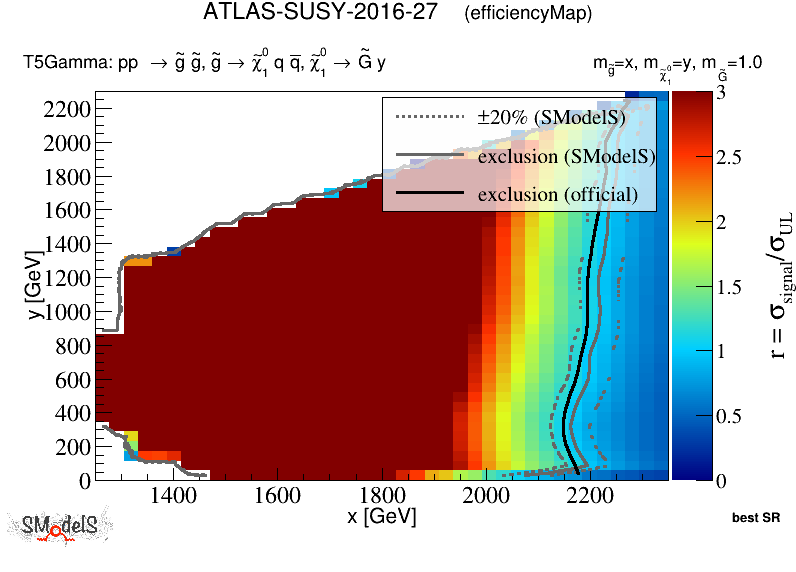 ATLAS-SUSY-2016-27 (efficiencyMap)
T5Gamma: pp → g̃ g̃, g̃ → χ̃₁⁰ q q̅, χ̃₁⁰ → G̃ y
m_g̃=x, m_χ̃₁⁰=y, m_G̃=1.0
±20% (SModelS)
exclusion (SModelS)
exclusion (official)
y [GeV]
2200
2000
1800
1600
1400
1200
1000
800
600
400
200
0
1400 1600 1800 2000 2200
x [GeV]
3
2.5
2
1.5
1
0.5
0
r = σ_signal/σ_UL
SModelS
best SR